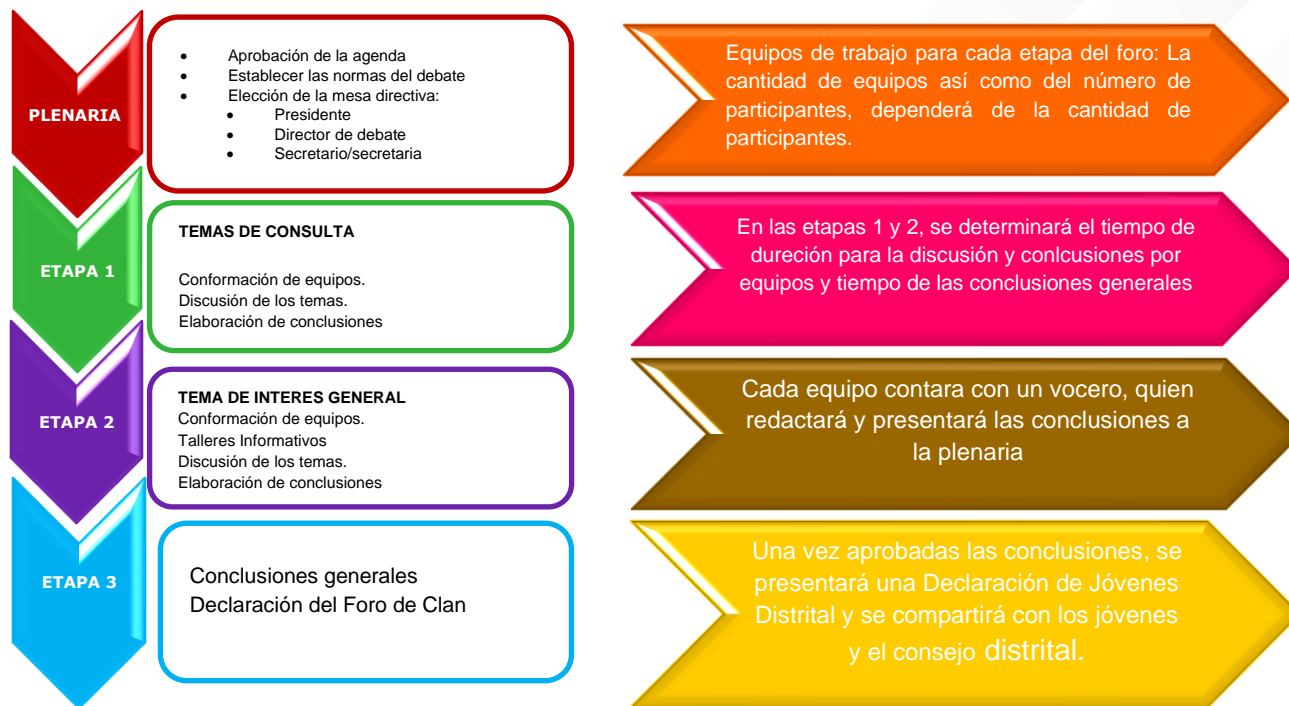 PLENARIA
• Aprobación de la agenda
• Establecer las normas del debate
• Elección de la mesa directiva:
• Presidente
• Director de debate
• Secretario/secretaria
Equipos de trabajo para cada etapa del foro: La
cantidad de equipos así como del número de
participantes, dependerá de la cantidad de
participantes.
ETAPA 1
TEMAS DE CONSULTA
Conformación de equipos.
Discusión de los temas.
Elaboración de conclusiones
En las etapas 1 y 2, se determinará el tiempo de
dureción para la discusión y conlcusiones por
equipos y tiempo de las conclusiones generales
ETAPA 2
TEMA DE INTERES GENERAL
Conformación de equipos.
Talleres Informativos
Discusión de los temas.
Elaboración de conclusiones
Cada equipo contara con un vocero, quien
redactará y presentará las conclusiones a
la plenaria
ETAPA 3
Conclusiones generales
Declaración del Foro de Clan
Una vez aprobadas las conclusiones, se
presentará una Declaración de Jóvenes
Distrital y se compartirá con los jóvenes
y el consejo distrital.